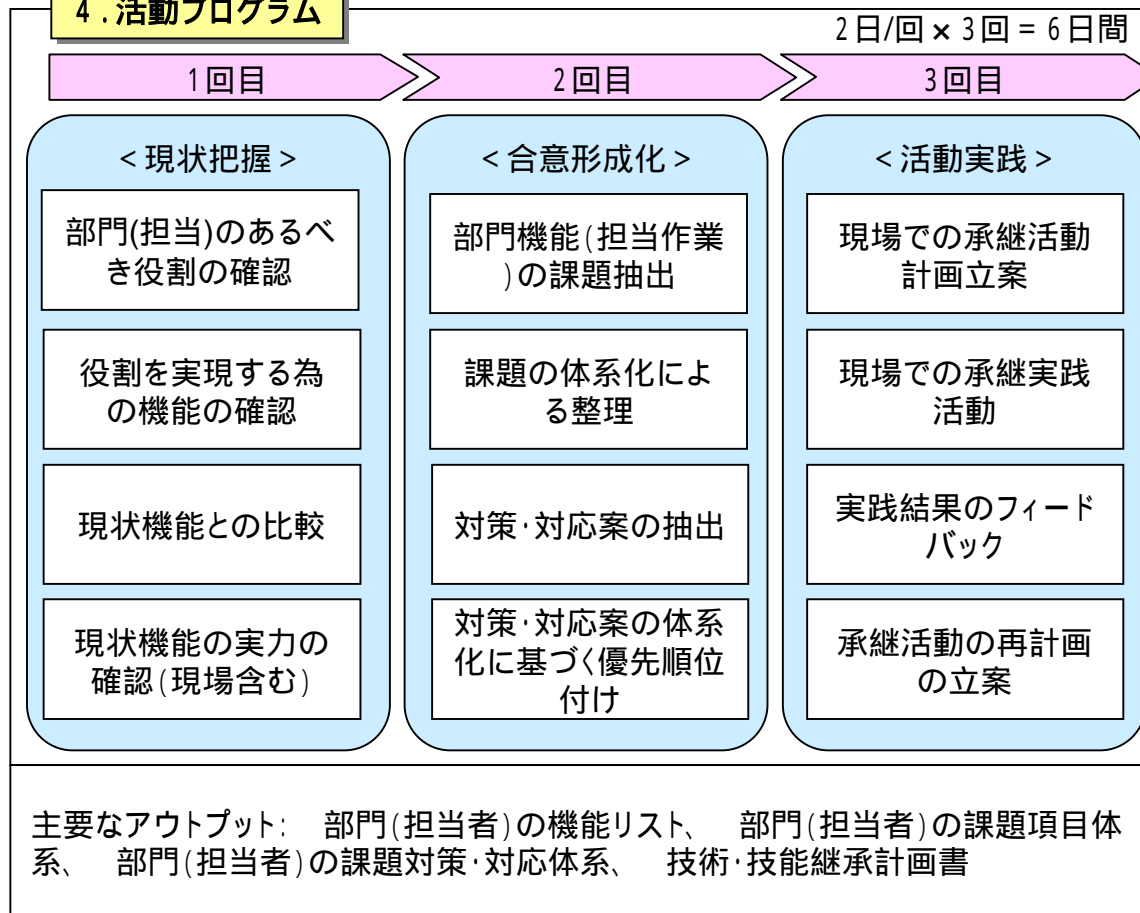 4．活動プログラム
2日/回×3回=6日間
1回目
2回目
3回目
<現状把握>
部門(担当)のあるべ
き役割の確認
役割を実現する為
の機能の確認
現状機能との比較
現状機能の実力の
確認(現場含む)
<合意形成化>
部門機能(担当作業
)の課題抽出
課題の体系化によ
る整理
対策・対応案の抽出
対策・対応案の体系
化に基づく優先順位
付け
<活動実践>
現場での承継活動
計画立案
現場での承継実践
活動
実践結果のフィード
バック
承継活動の再計画
の立案
主要なアウトプット:　部門(担当者)の機能リスト、　部門(担当者)の課題項目体
系、　部門(担当者)の課題対策・対応体系、　技術・技能継承計画書